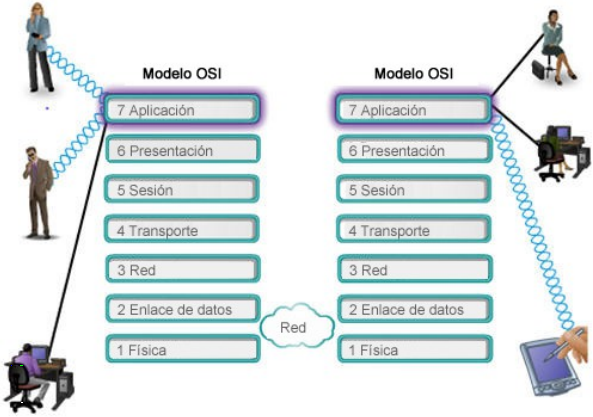 Modelo OSI
7 Aplicación
6 Presentación
5 Sesión
4 Transporte
3 Red
2 Enlace de datos
1 Física
Red
Modelo OSI
7 Aplicación
6 Presentación
5 Sesión
4 Transporte
3 Red
2 Enlace de datos
1 Física